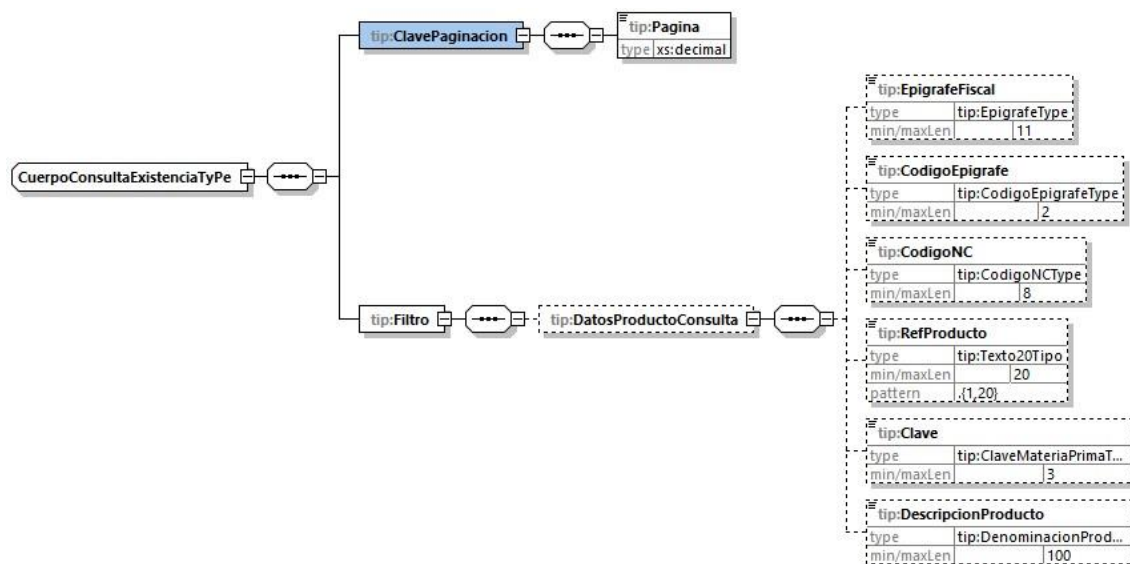 tip:ClavePaginacion
tip:Pagina
type xs:decimal
CuerpoConsultaExistenciaTyPe
tip:Filtro
tip:DatosProductoConsulta
tip:EpigrafeFiscal
type tip:EpigrafeType
min/maxLen 11
tip:CodigoEpigrafe
type tip:CodigoEpigrafeType
min/maxLen 2
tip:CodigoNC
type tip:CodigoNCType
min/maxLen 8
tip:RefProducto
type tip:Texto20Tipo
min/maxLen 20
pattern .{1,20}
tip:Clave
type tip:ClaveMateriaPrimaT...
min/maxLen 3
tip:DescripcionProducto
type tip:DenominacionProd...
min/maxLen 100